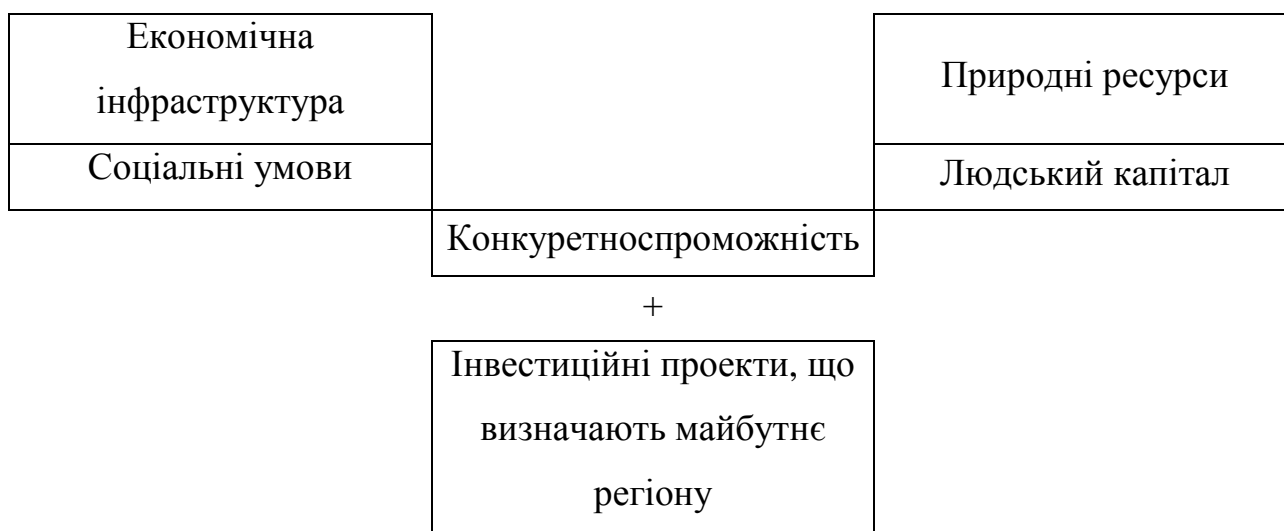 Економічна
інфраструктура
Природні ресурси
Соціальні умови
Людський капітал
Конкуретноспроможність
+
Інвестиційні проекти, що
визначають майбутнє
регіону